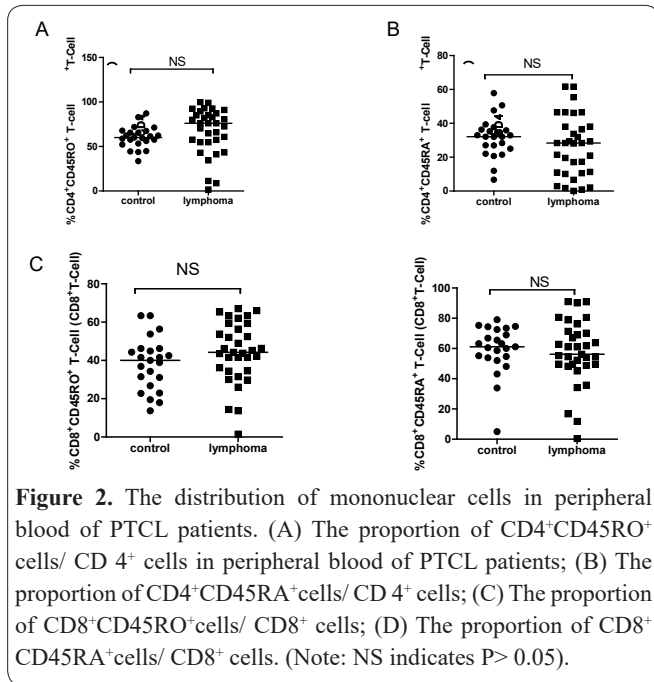 A
B
%CD4⁺CD45RO⁺ T-cell
⁺T-Cell
150
100
50
0
NS
control
lymphoma
%CD4⁺CD45RA⁺ T-cell
⁺T-Cell
80
60
40
20
0
NS
control
lymphoma
C
%CD8⁺CD45RO⁺ T-Cell (CD8⁺T-Cell)
80
60
40
20
0
NS
control
lymphoma
%CD8⁺CD45RA⁺ T-Cell (CD8⁺T-Cell)
100
80
60
40
20
0
NS
control
lymphoma
Figure 2. The distribution of mononuclear cells in peripheral
blood of PTCL patients. (A) The proportion of CD4⁺CD45RO⁺
cells/ CD 4⁺ cells in peripheral blood of PTCL patients; (B) The
proportion of CD4⁺CD45RA⁺cells/ CD 4⁺ cells; (C) The proportion
of CD8⁺CD45RO⁺cells/ CD8⁺ cells; (D) The proportion of CD8⁺
CD45RA⁺cells/ CD8⁺ cells. (Note: NS indicates P> 0.05).